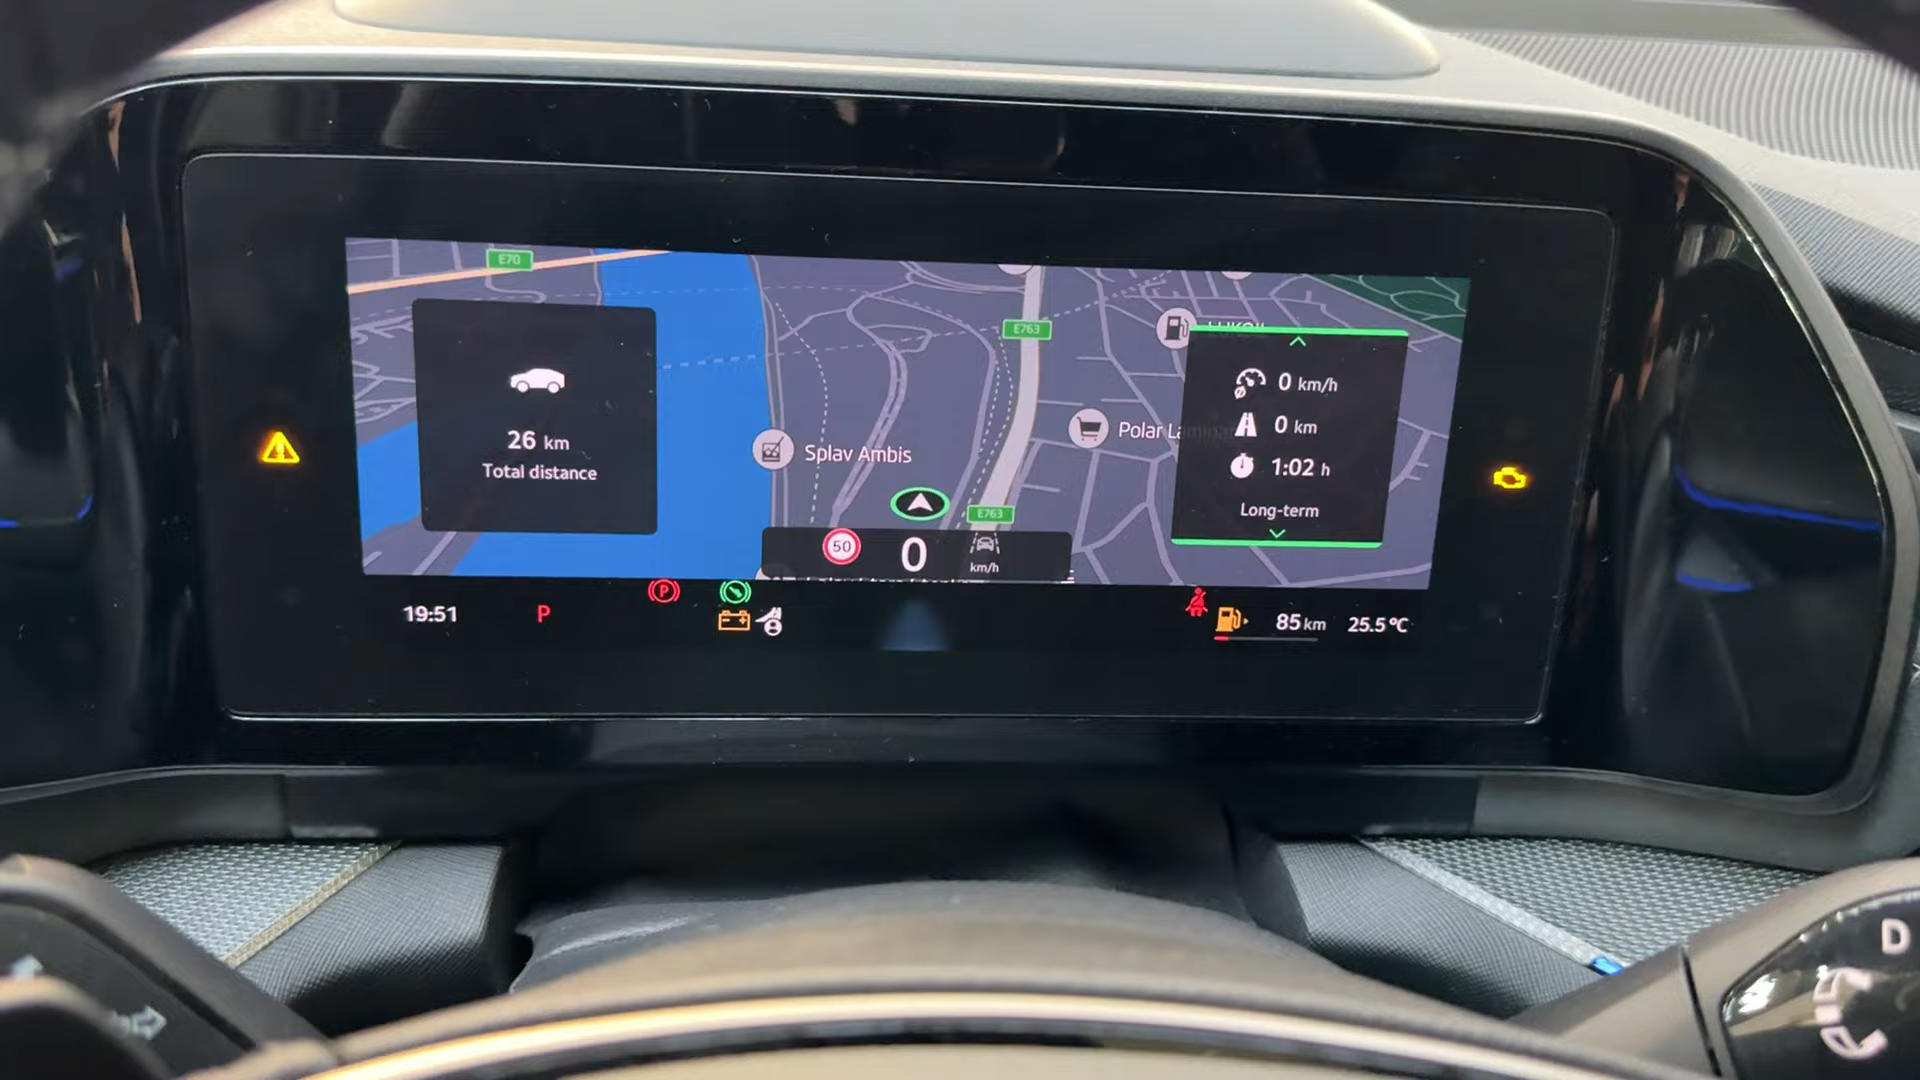 E70
E763
26 km
Total distance
Splav Ambis
Polar
0 km/h
0 km
1:02 h
Long-term
E763
50
0
km/h
P
19:51
P
85 km
25.5 °C
D